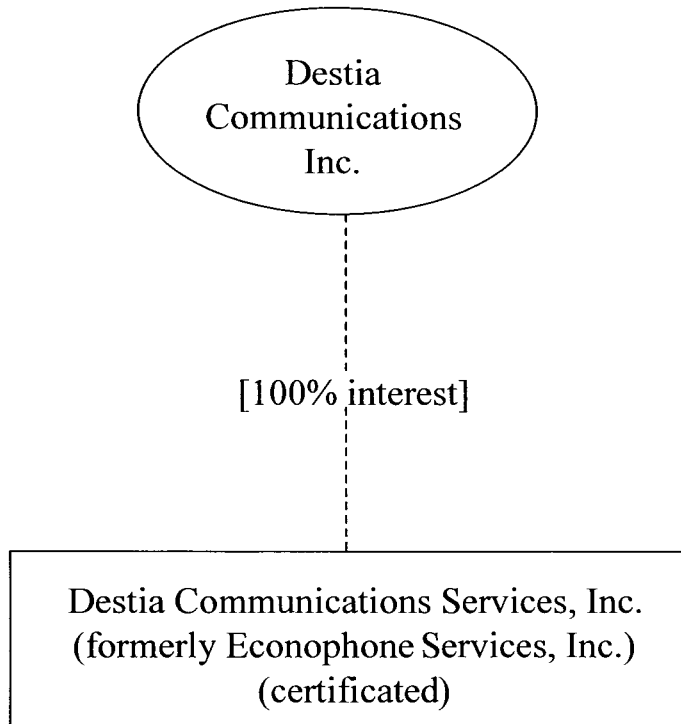 Destia
Communications
Inc.
[100% interest]
Destia Communications Services, Inc.
(formerly Econophone Services, Inc.)
(certificated)